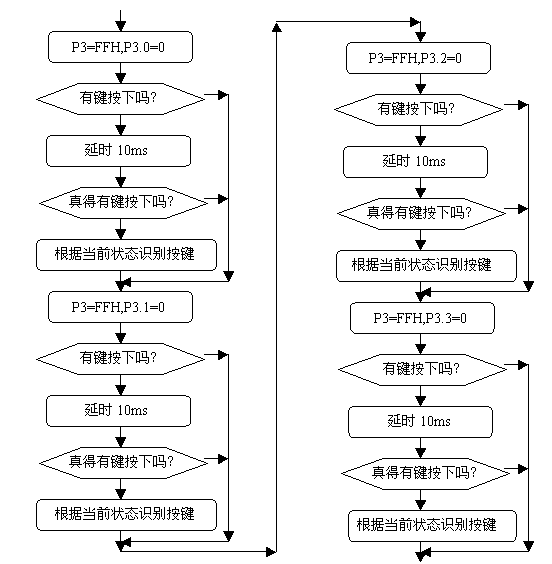 P3=FFH,P3.0=0
有键按下吗?
延时 10ms
真得有键按下吗?
根据当前状态识别按键
P3=FFH,P3.1=0
有键按下吗?
延时 10ms
真得有键按下吗?
根据当前状态识别按键
P3=FFH,P3.2=0
有键按下吗?
延时 10ms
真得有键按下吗?
根据当前状态识别按键
P3=FFH,P3.3=0
有键按下吗?
延时 10ms
真得有键按下吗?
根据当前状态识别按键